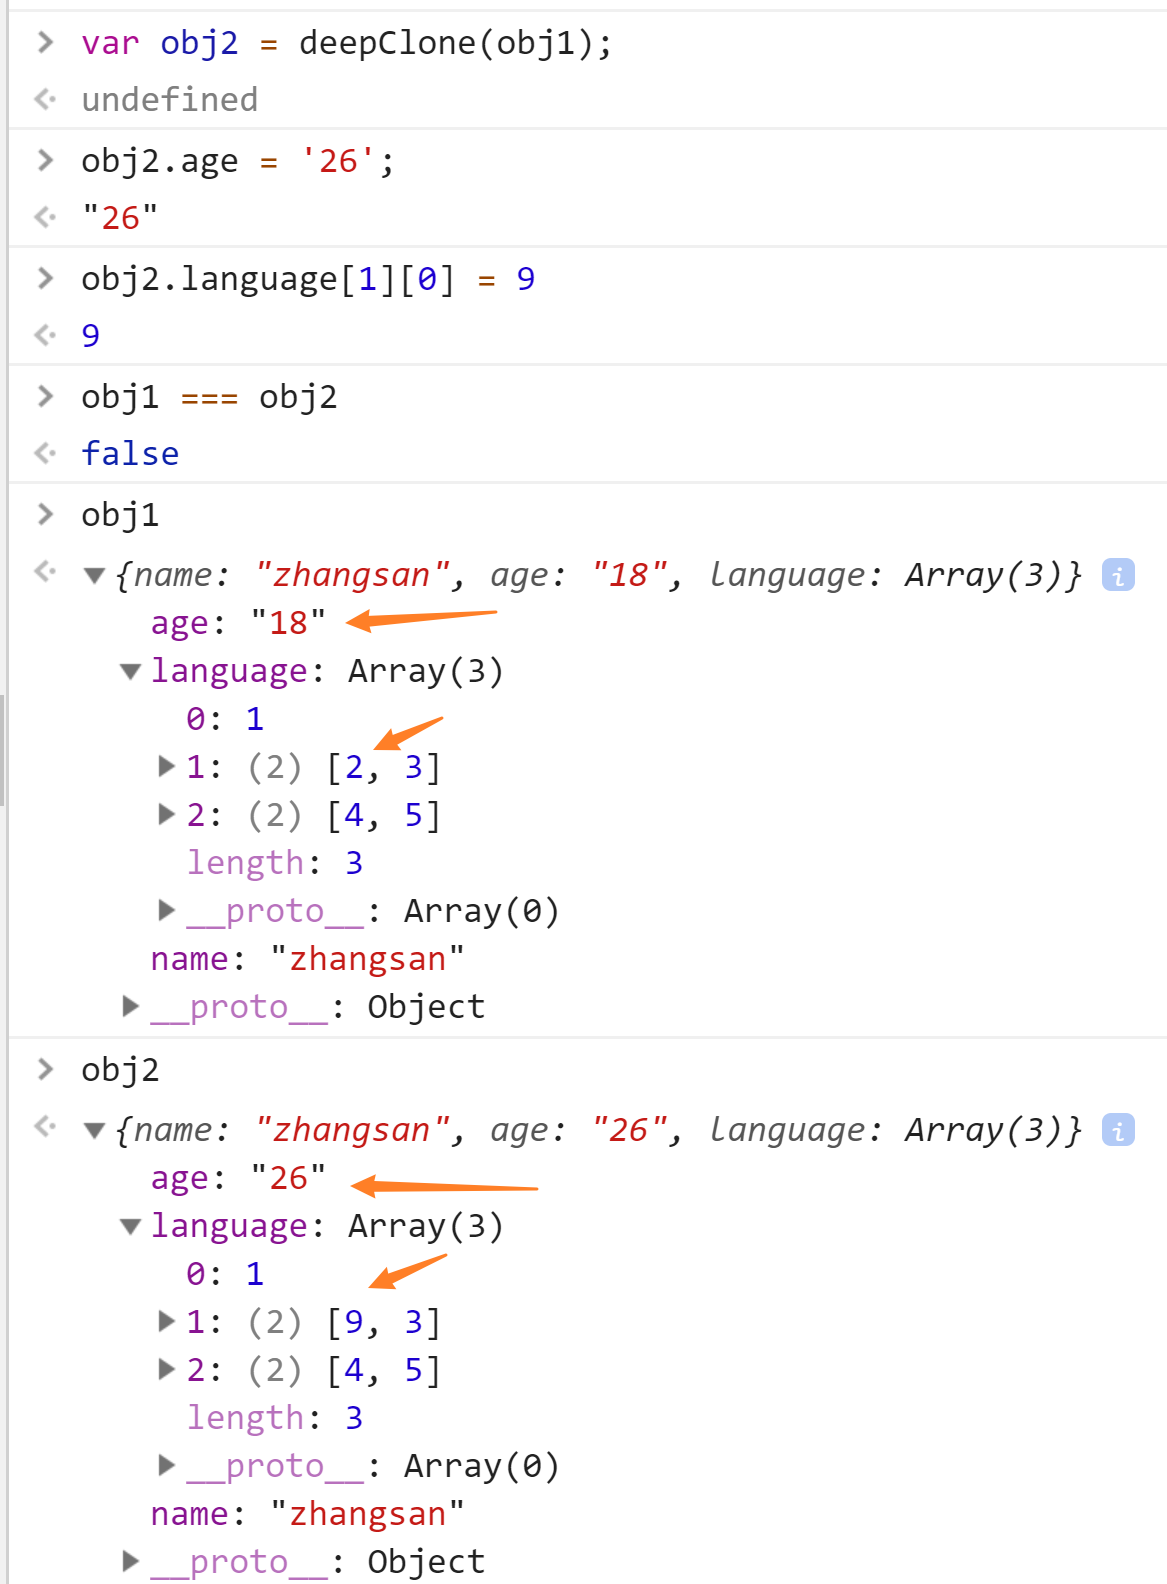 var obj2 = deepClone(obj1);
undefined
obj2.age = '26';
"26"
obj2.language[1][0] = 9
9
obj1 === obj2
false
obj1
{name: "zhangsan", age: "18", language: Array(3)} i
age: "18"
language: Array(3)
0: 1
1: (2) [2, 3]
2: (2) [4, 5]
length: 3
__proto__: Array(0)
name: "zhangsan"
__proto__: Object
obj2
{name: "zhangsan", age: "26", language: Array(3)} i
age: "26"
language: Array(3)
0: 1
1: (2) [9, 3]
2: (2) [4, 5]
length: 3
__proto__: Array(0)
name: "zhangsan"
__proto__: Object